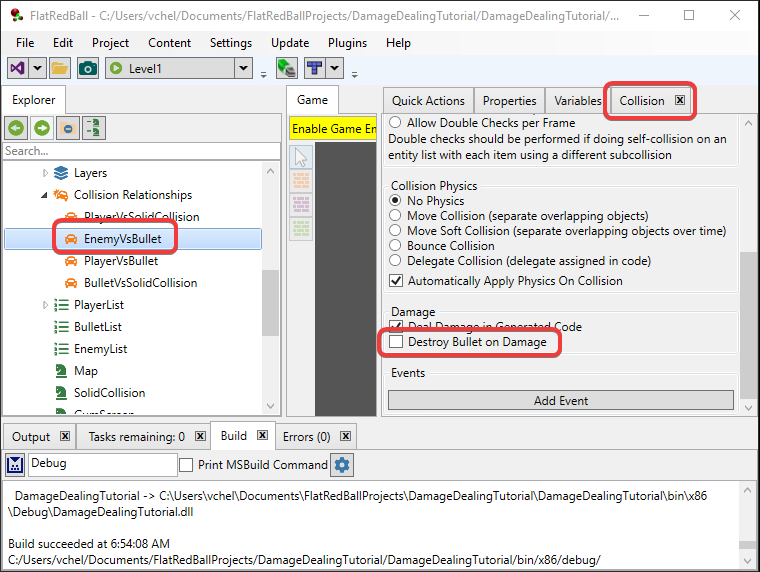 FlatRedBall - C:/Users/vchel/Documents/FlatRedBallProjects/DamageDealingTutorial/DamageDealingTutorial/...
File Edit Project Content Settings Update Plugins Help
Level1
Explorer
Search...
Layers
Collision Relationships
PlayerVsSolidCollision
EnemyVsBullet
PlayerVsBullet
BulletVsSolidCollision
PlayerList
BulletList
EnemyList
Map
SolidCollision
GumScreen
Game
Enable Game En
Quick Actions Properties Variables Collision
Allow Double Checks per Frame
Double checks should be performed if doing self-collision on an
entity list with each item using a different subcollision
Collision Physics
No Physics
Move Collision (separate overlapping objects)
Move Soft Collision (separate overlapping objects over time)
Bounce Collision
Delegate Collision (delegate assigned in code)
Automatically Apply Physics On Collision
Damage
Deal Damage in Generated Code
Destroy Bullet on Damage
Events
Add Event
Output Tasks remaining: 0 Build Errors (0)
Debug Print MSBuild Command
DamageDealingTutorial -> C:\Users\vchel\Documents\FlatRedBallProjects\DamageDealingTutorial\DamageDealingTutorial\bin\x86
\Debug\DamageDealingTutorial.dll
Build succeeded at 6:54:08 AM
C:/Users/vchel/Documents/FlatRedBallProjects/DamageDealingTutorial/DamageDealingTutorial/bin/x86/debug/